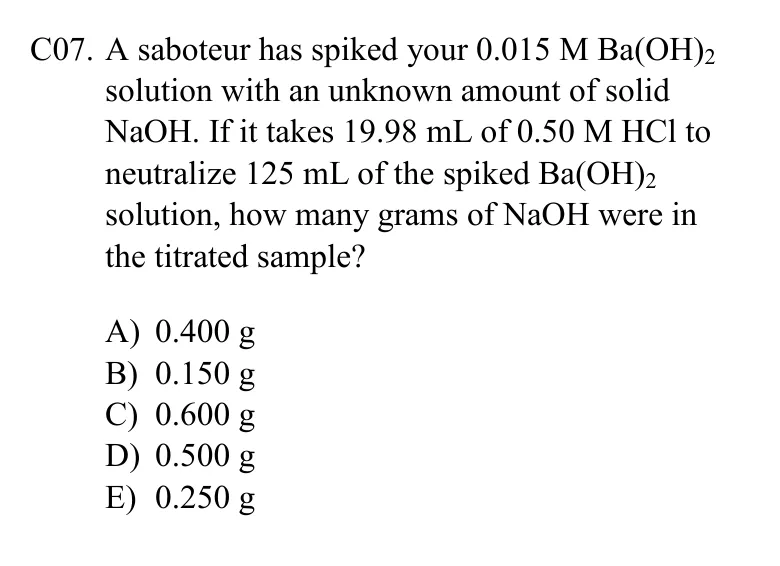 C07. A saboteur has spiked your 0.015 M Ba(OH)₂
solution with an unknown amount of solid
NaOH. If it takes 19.98 mL of 0.50 M HCl to
neutralize 125 mL of the spiked Ba(OH)₂
solution, how many grams of NaOH were in
the titrated sample?
A) 0.400 g
B) 0.150 g
C) 0.600 g
D) 0.500 g
E) 0.250 g